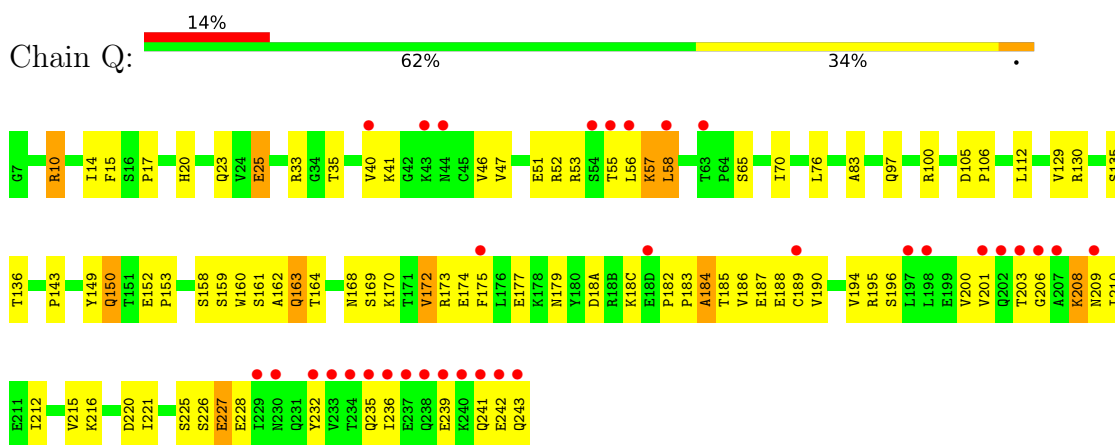 14%
Chain Q:
62% 34% •
G7 R10 I14 F15 S16 P17 H20 Q23 V24 E25 R33 G34 T35 V40 K41 G42 K43 N44 C45 V46 V47 E51 R52 R53 S54 T55 L56 K57 L58 T63 P64 S65 I70 L76 A83 Q97 R100 D105 P106 L112 V129 R130 S135
T136 P143 Y149 Q150 T151 E152 P153 S158 S159 W160 S161 A162 Q163 T164 N168 S169 K170 T171 V172 R173 E174 F175 L176 E177 K178 N179 Y180 D18A R18B K18C E18D P182 P183 A184 T185 V186 E187 E188 C189 V190 V194 R195 S196 L197 L198 E199 V200 V201 Q202 T203 G206 A207 K208 N209 I210
E211 I212 V215 K216 D220 I221 S225 S226 E227 E228 I229 N230 Q231 Y232 V233 T234 Q235 I236 E237 Q238 E239 K240 Q241 E242 Q243